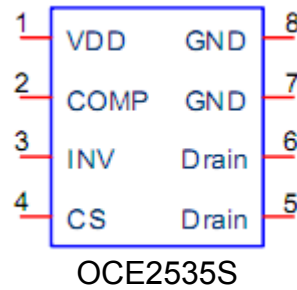 1 VDD GND 8
2 COMP GND 7
3 INV Drain 6
4 CS Drain 5
OCE2535S